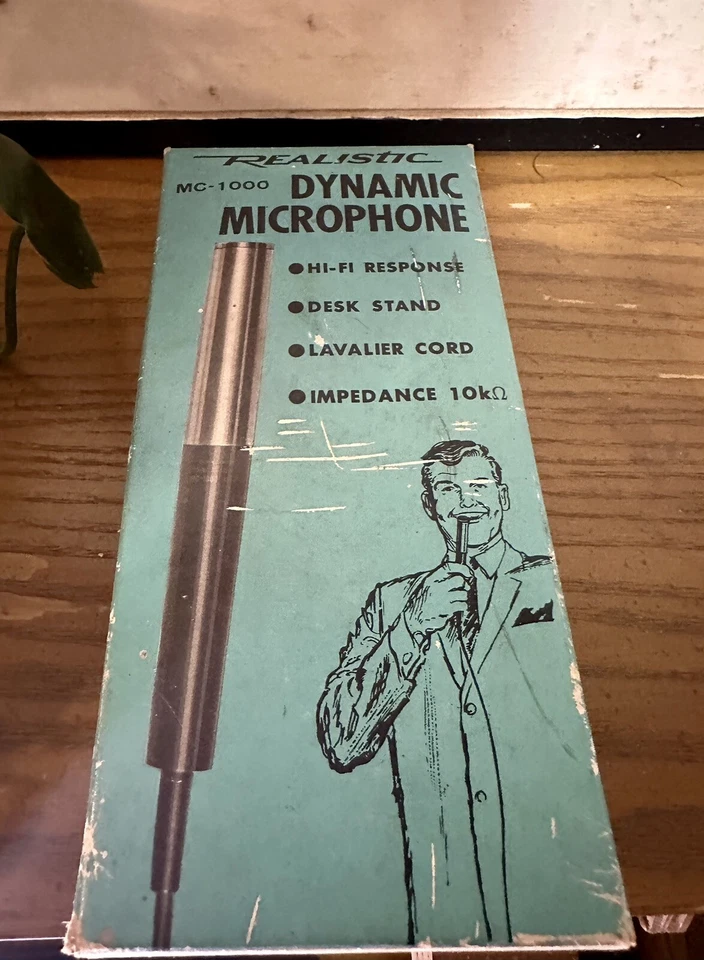 REALISTIC
MC-1000 DYNAMIC
MICROPHONE
●HI-FI RESPONSE
●DESK STAND
●LAVALIER CORD
●IMPEDANCE 10kΩ